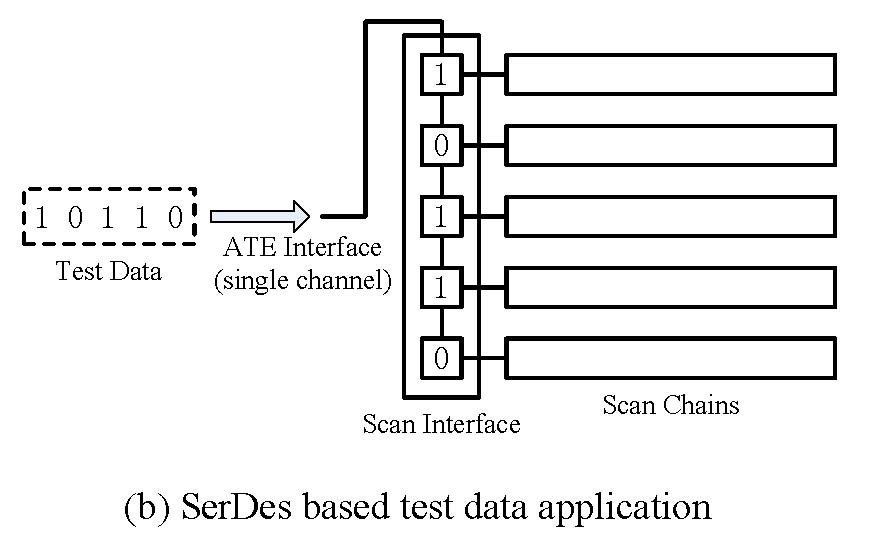 1
0
1 0 1 1 0
1
ATE Interface
(single channel)
Test Data
1
0
Scan Chains
Scan Interface
(b) SerDes based test data application